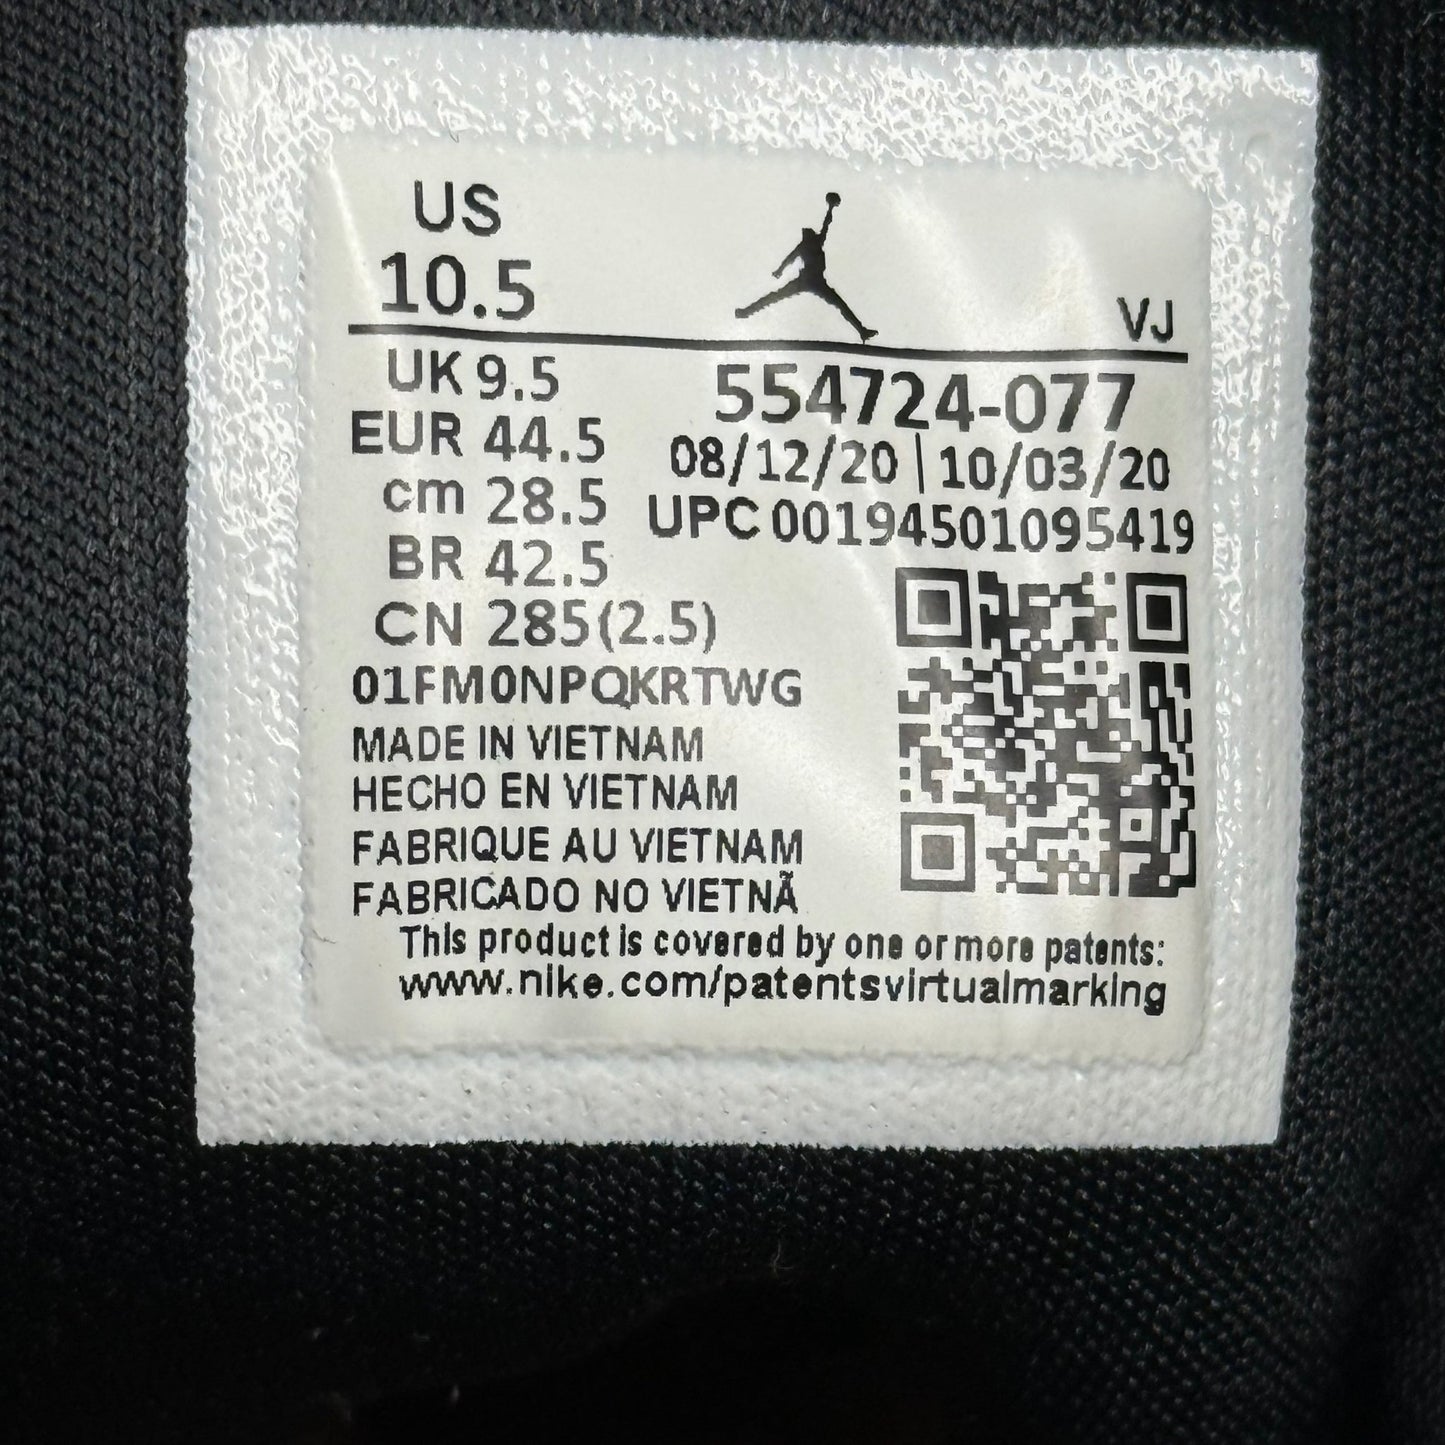 US
10.5
VJ
UK 9.5
554724-077
EUR 44.5
08/12/20 | 10/03/20
cm 28.5
UPC 00194501095419
BR 42.5
CN 285(2.5)
01FM0NPQKRTWG
MADE IN VIETNAM
HECHO EN VIETNAM
FABRIQUE AU VIETNAM
FABRICADO NO VIETNÃ
This product is covered by one or more patents:
www.nike.com/patentsvirtualmarking